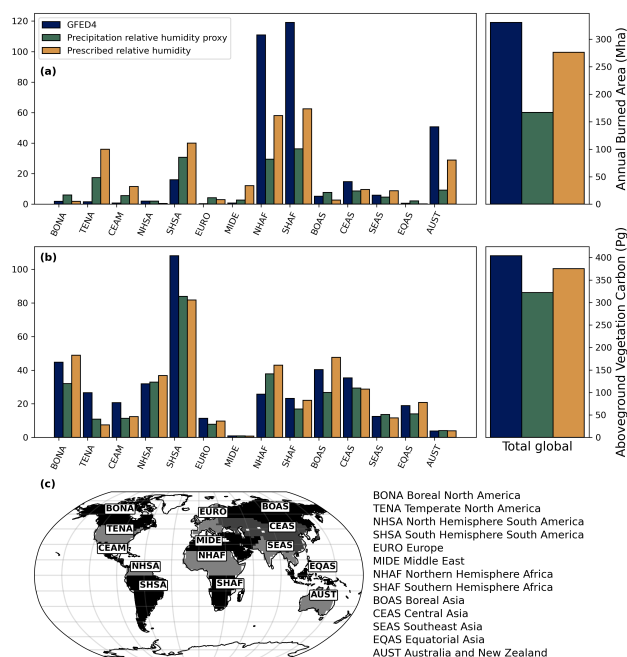 GFED4
Precipitation relative humidity proxy
Prescribed relative humidity
(a)
120
100
80
60
40
20
0
BONA
TENA
CEAM
NHSA
SHSA
EURO
MIDE
NHAF
SHAF
BOAS
CEAS
SEAS
EQAS
AUST
300
250
200
150
100
50
0
Annual Burned Area (Mha)
(b)
100
80
60
40
20
0
BONA
TENA
CEAM
NHSA
SHSA
EURO
MIDE
NHAF
SHAF
BOAS
CEAS
SEAS
EQAS
AUST
400
350
300
250
200
150
100
50
0
Total global
Aboveground Vegetation Carbon (Pg)
(c)
BONA
EURO
BOAS
TENA
CEAS
CEAM
MIDE
SEAS
NHAF
NHSA
EQAS
SHSA
SHAF
AUST
BONA Boreal North America
TENA Temperate North America
NHSA North Hemisphere South America
SHSA South Hemisphere South America
EURO Europe
MIDE Middle East
NHAF Northern Hemisphere Africa
SHAF Southern Hemisphere Africa
BOAS Boreal Asia
CEAS Central Asia
SEAS Southeast Asia
EQAS Equatorial Asia
AUST Australia and New Zealand